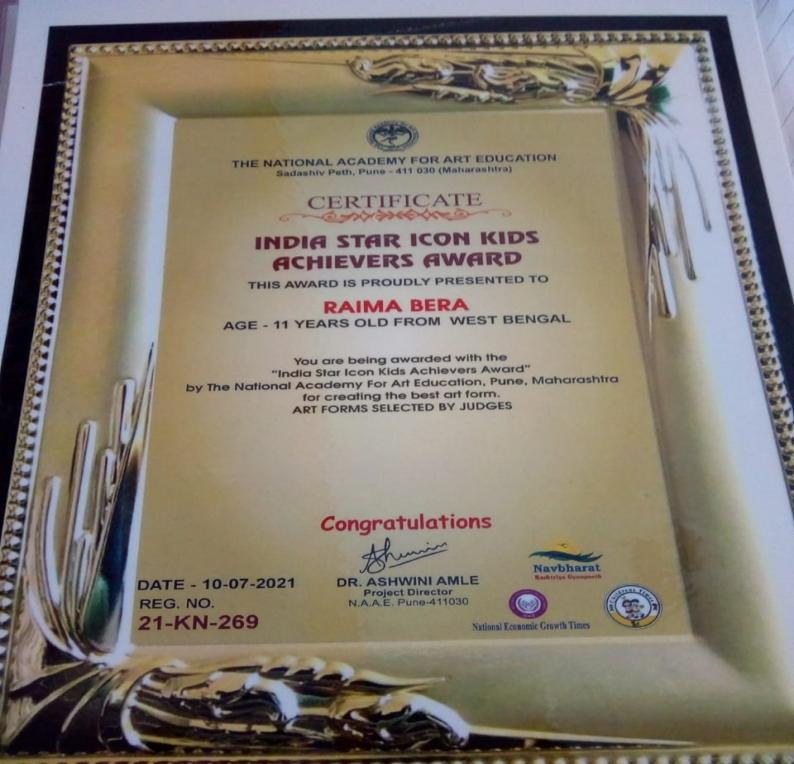 THE NATIONAL ACADEMY FOR ART EDUCATION
Sadashiv Peth, Pune - 411 030 (Maharashtra)
CERTIFICATE
INDIA STAR ICON KIDS
ACHIEVERS AWARD
THIS AWARD IS PROUDLY PRESENTED TO
RAIMA BERA
AGE - 11 YEARS OLD FROM WEST BENGAL
You are being awarded with the
"India Star Icon Kids Achievers Award"
by The National Academy For Art Education, Pune, Maharashtra
for creating the best art form.
ART FORMS SELECTED BY JUDGES
Congratulations
Ashwini
DATE - 10-07-2021
REG. NO.
21-KN-269
DR. ASHWINI AMLE
Project Director
N.A.A.E. Pune-411030
Navbharat
Rashtriya Gyanpeeth
National Economic Growth Times